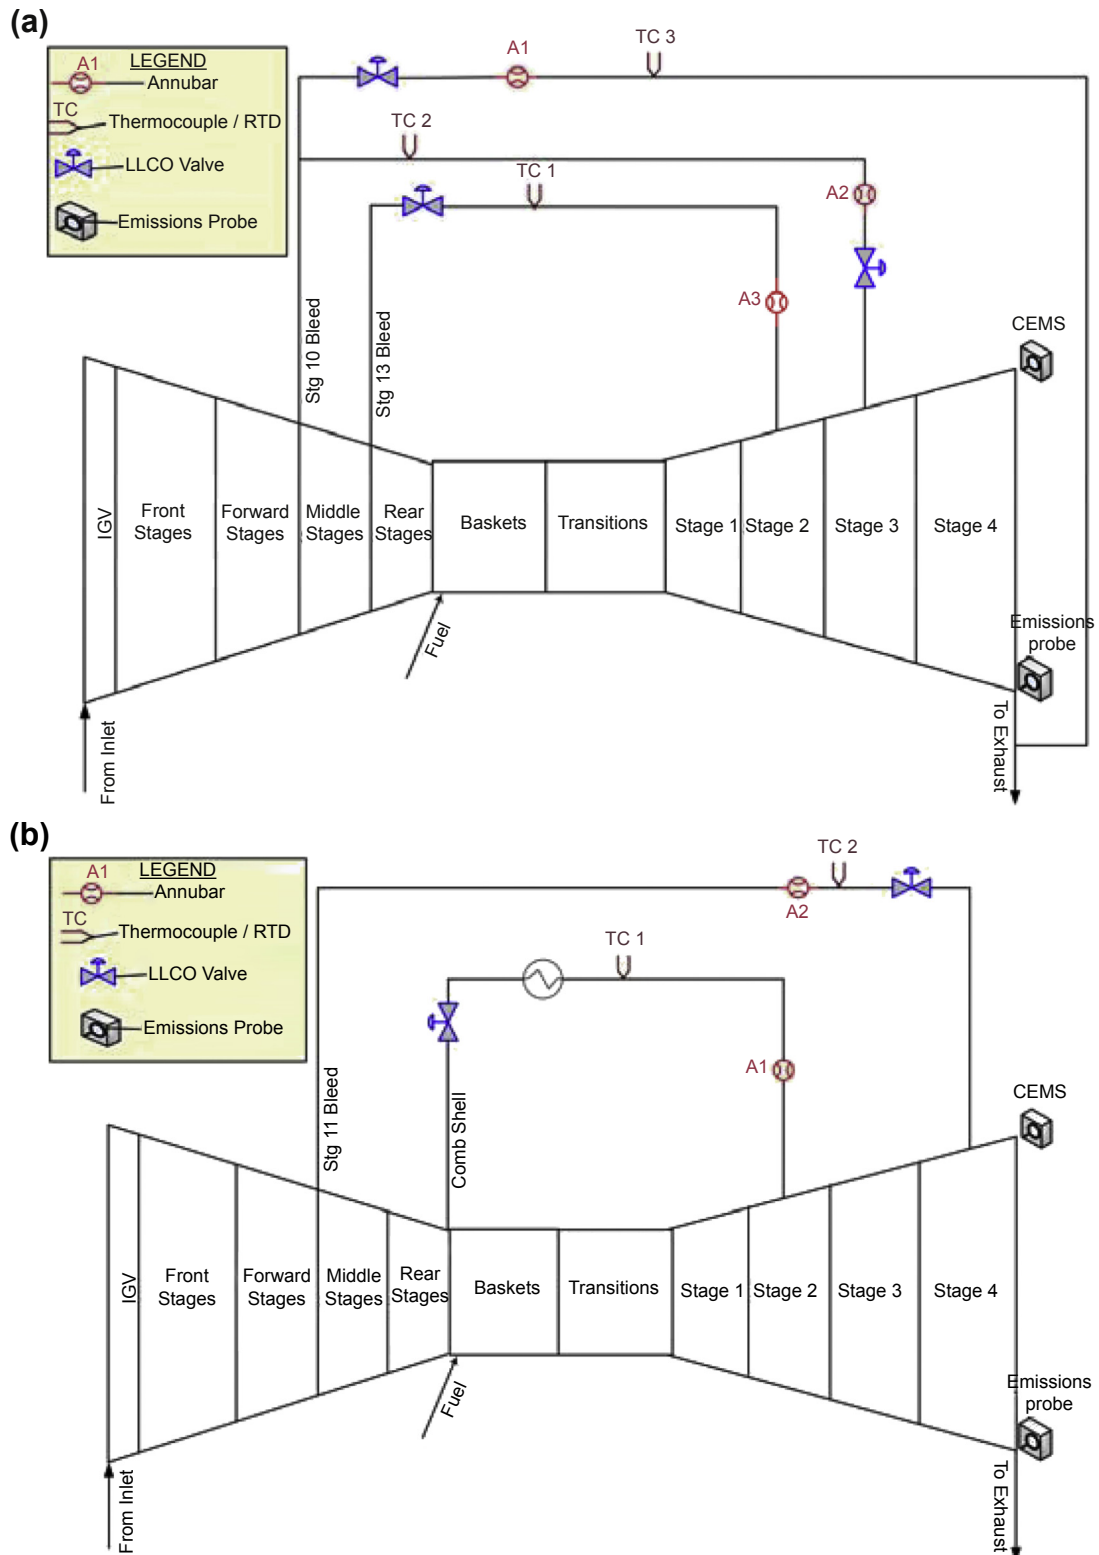 (a)
LEGEND
A1
Annubar
TC
Thermocouple / RTD
LLCO Valve
Emissions Probe
A1
TC 3
TC 2
TC 1
A2
A3
Stg 10 Bleed
Stg 13 Bleed
CEMS
IGV
Front
Stages
Forward
Stages
Middle
Stages
Rear
Stages
Baskets
Transitions
Stage 1
Stage 2
Stage 3
Stage 4
Fuel
Emissions
probe
From Inlet
To Exhaust
(b)
LEGEND
A1
Annubar
TC
Thermocouple / RTD
LLCO Valve
Emissions Probe
TC 2
A2
TC 1
A1
Stg 11 Bleed
Comb Shell
CEMS
IGV
Front
Stages
Forward
Stages
Middle
Stages
Rear
Stages
Baskets
Transitions
Stage 1
Stage 2
Stage 3
Stage 4
Fuel
Emissions
probe
From Inlet
To Exhaust